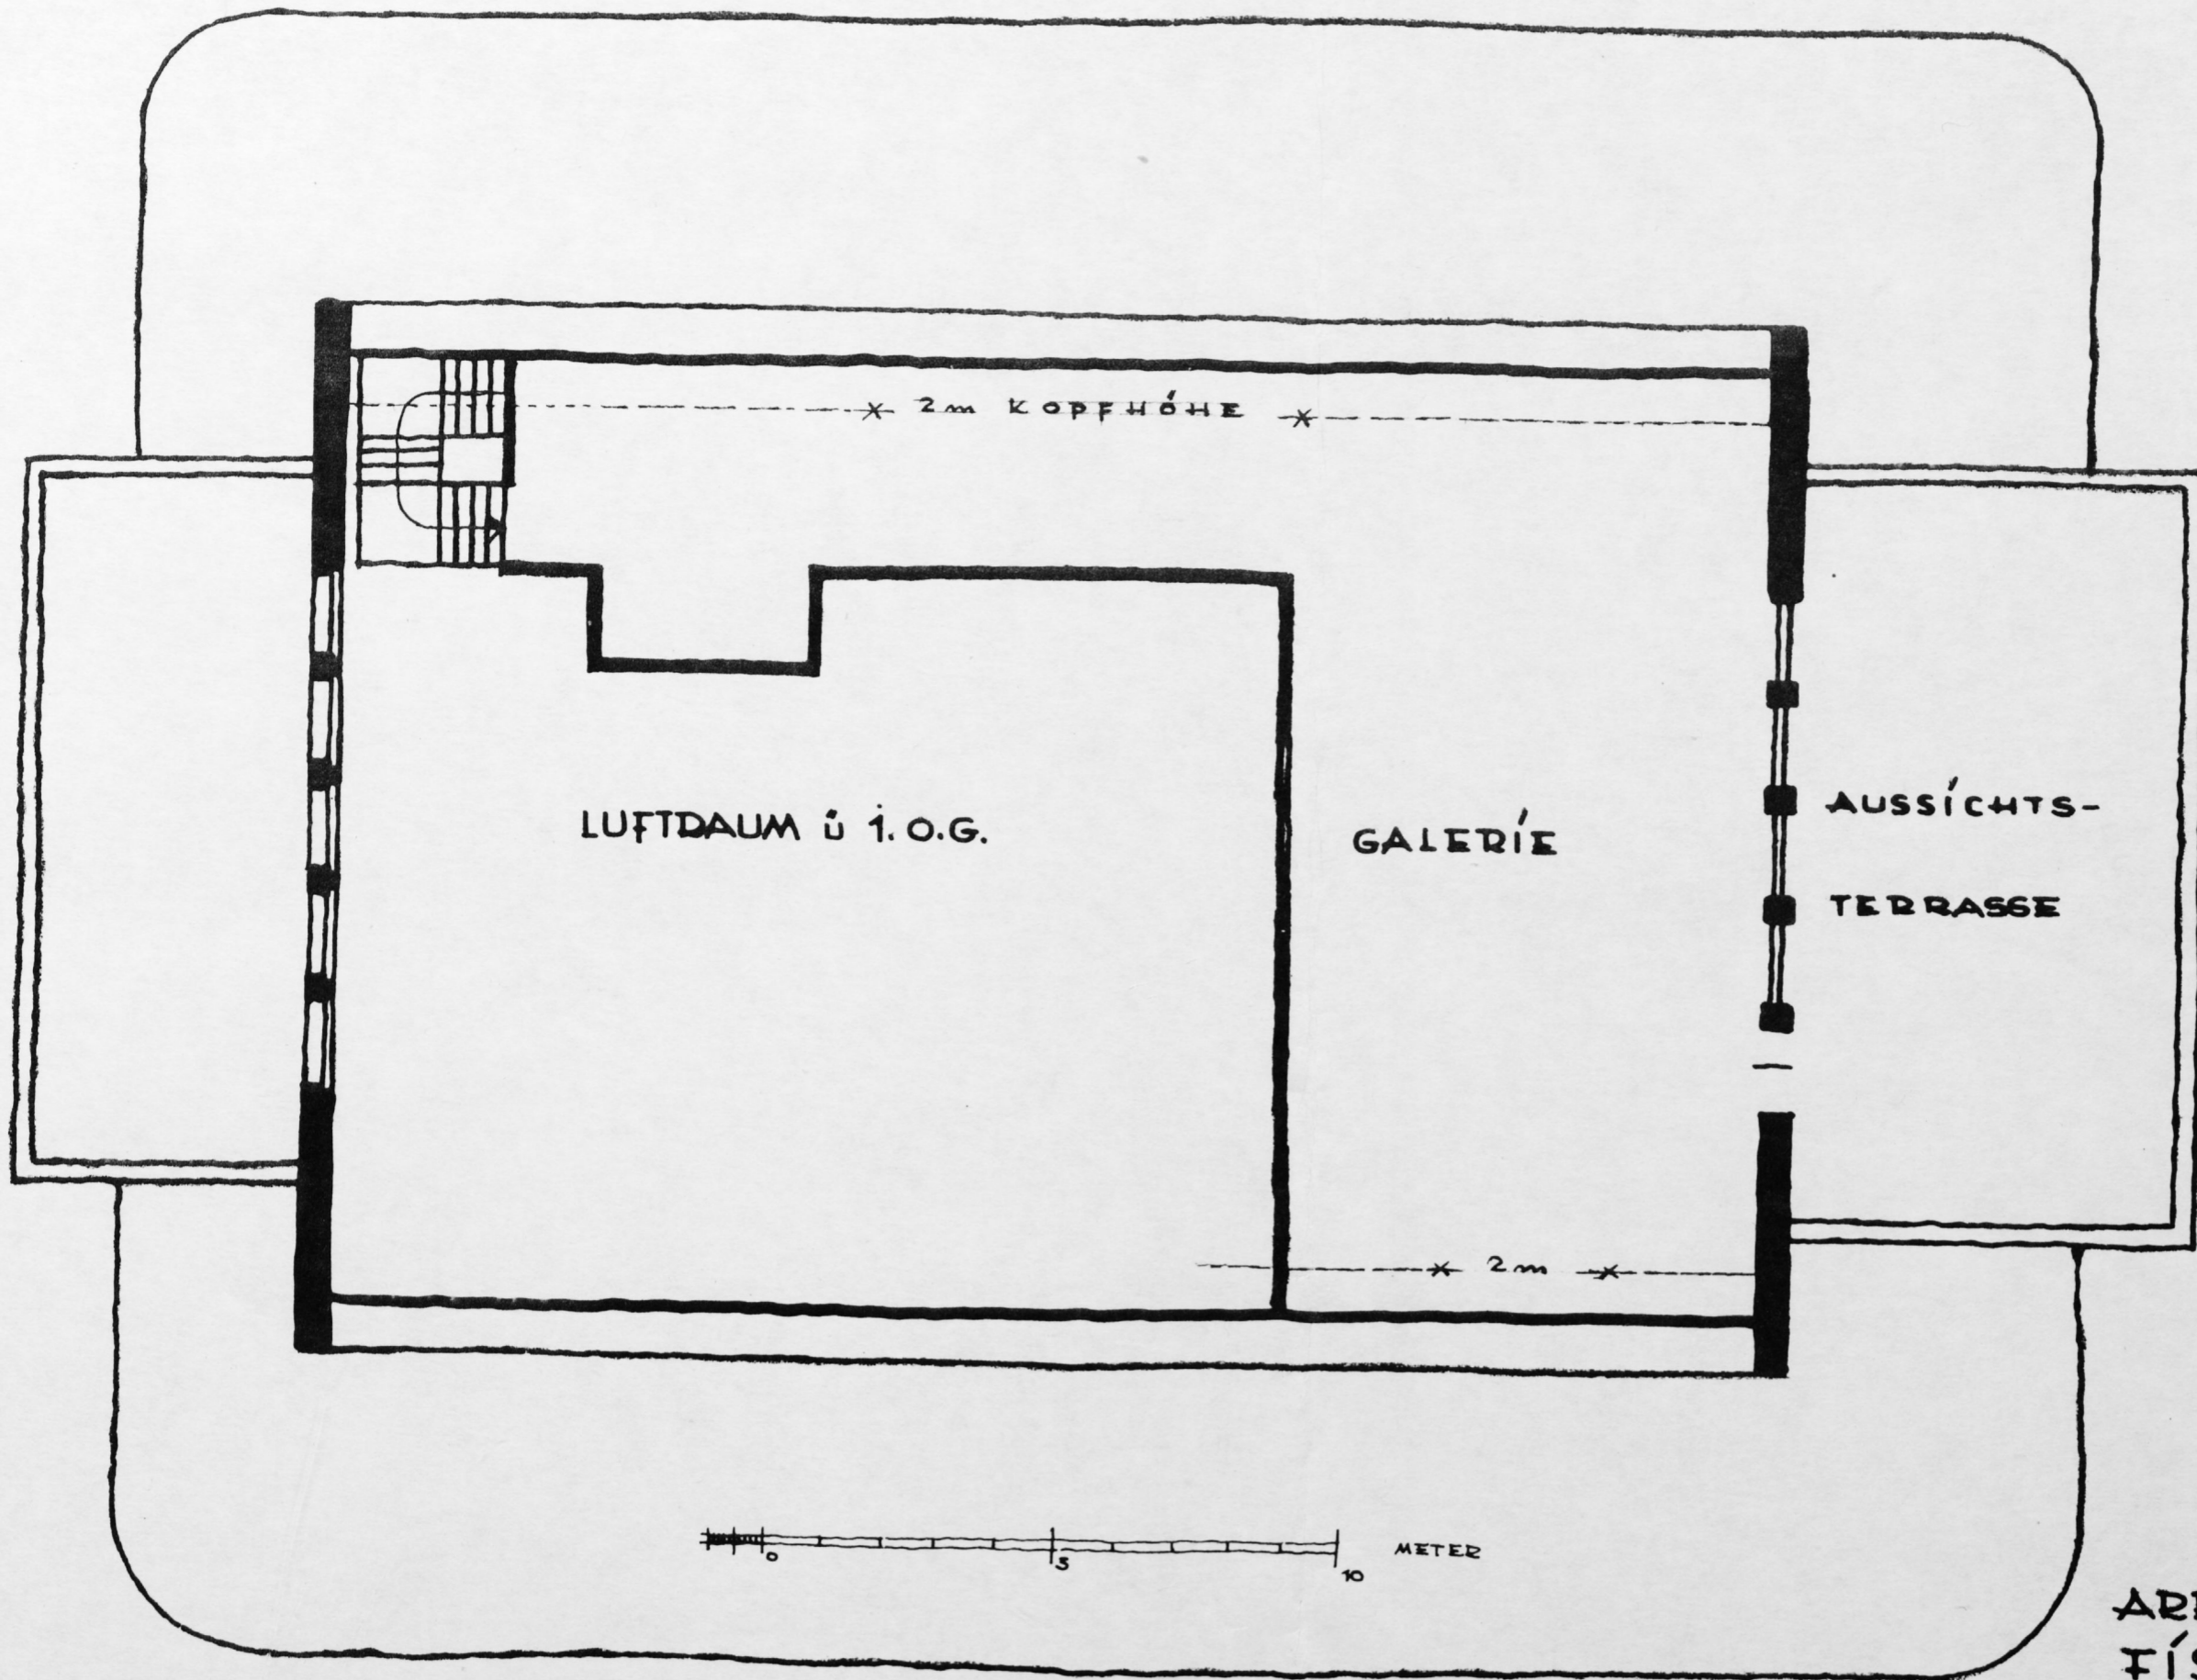 2m KOPFHÖHE
LUFTRAUM ü 1. O.G.
GALERIE
AUSSICHTS-
TERRASSE
2m
0 5 10 METER